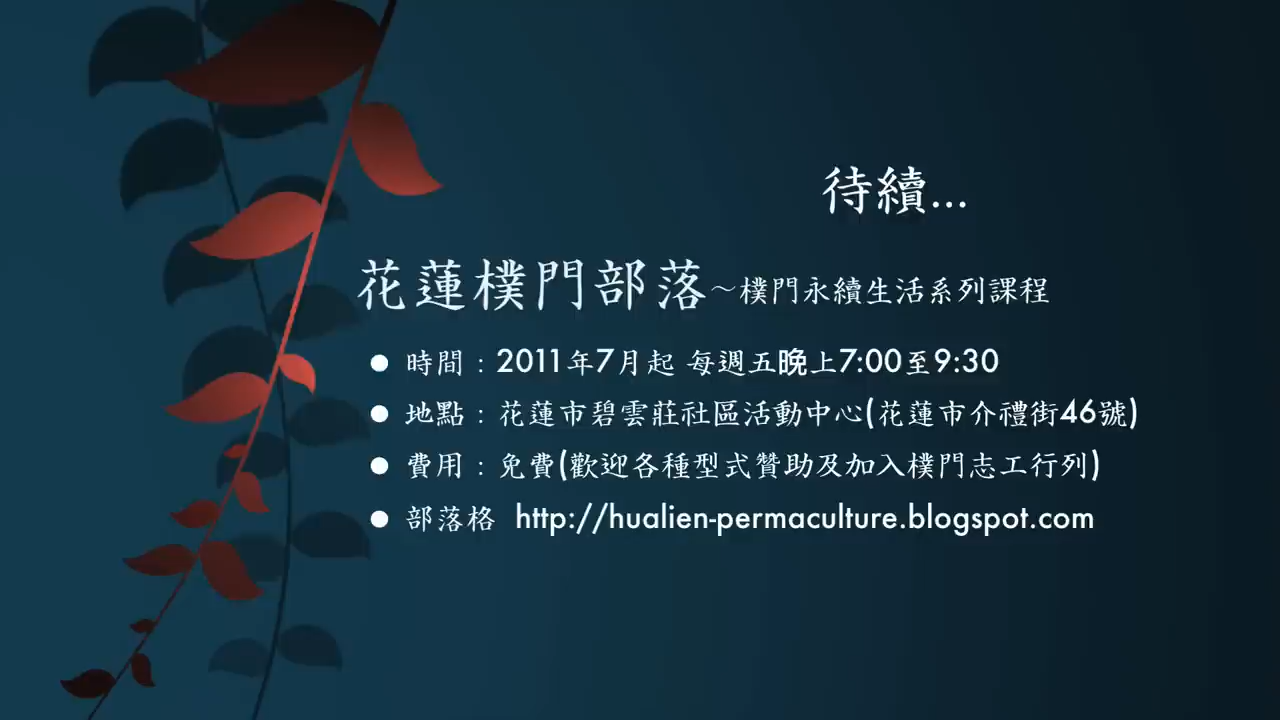 待續...
花蓮樸門部落～樸門永續生活系列課程
● 時間：2011年7月起 每週五晚上7:00至9:30
● 地點：花蓮市碧雲莊社區活動中心(花蓮市介禮街46號)
● 費用：免費(歡迎各種型式贊助及加入樸門志工行列)
● 部落格 http://hualien-permaculture.blogspot.com